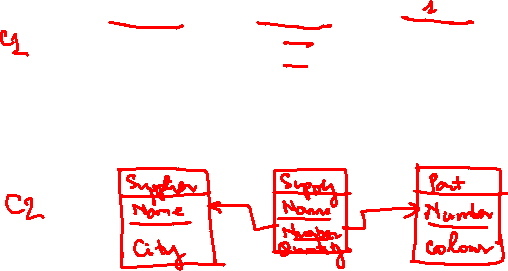 1
C1
Supplier
Name
City
Supply
Name
Number
Quantity
Part
Number
Colour
C2